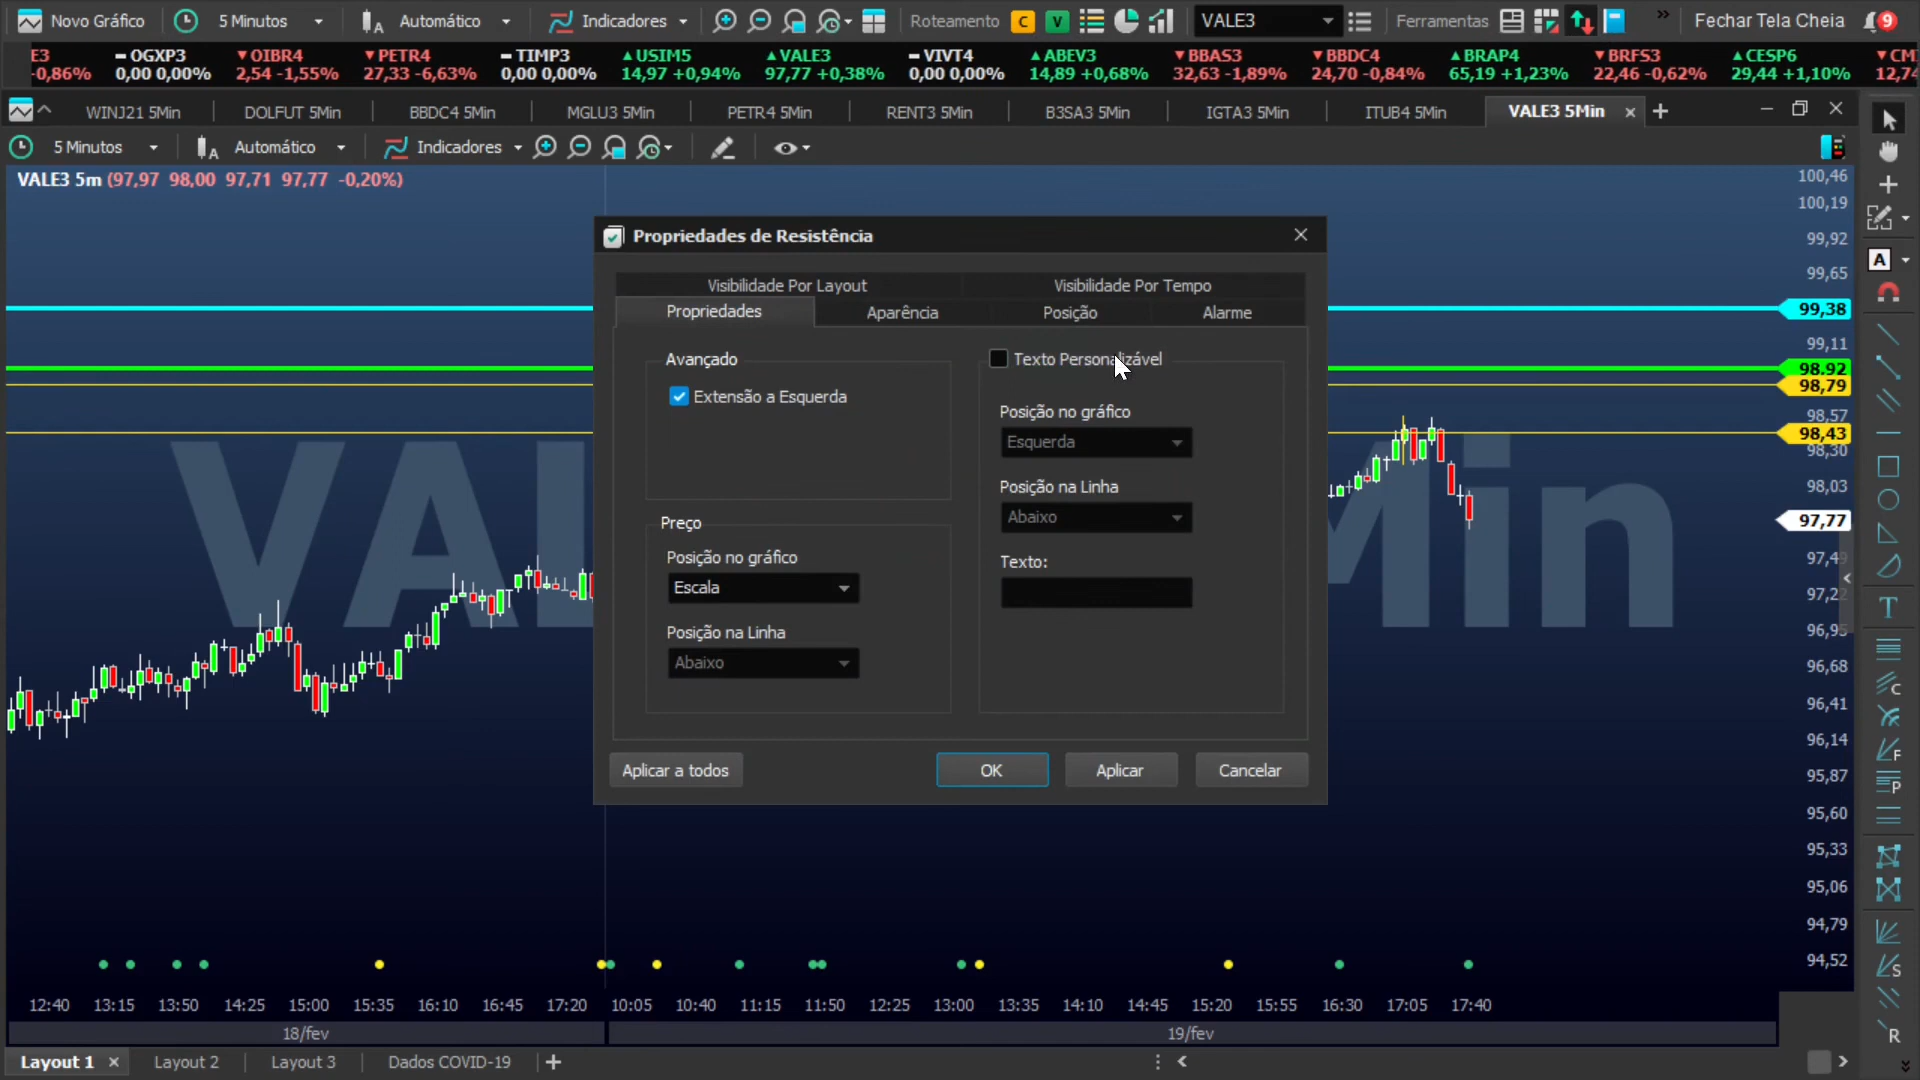 Novo Gráfico 5 Minutos Automático Indicadores Roteamento C V VALE3 Ferramentas Fechar Tela Cheia 9
E3 OGXP3 OIBR4 PETR4 TIMP3 USIM5 VALE3 VIVT4 ABEV3 BBAS3 BBDC4 BRAP4 BRFS3 CESP6 CM
-0,86% 0,00 0,00% 2,54 -1,55% 27,33 -6,63% 0,00 0,00% 14,97 +0,94% 97,77 +0,38% 0,00 0,00% 14,89 +0,68% 32,63 -1,89% 24,70 -0,84% 65,19 +1,23% 22,46 -0,62% 29,44 +1,10% 12,74
WINJ21 5Min DOLFUT 5Min BBDC4 5Min MGLU3 5Min PETR4 5Min RENT3 5Min B3SA3 5Min IGTA3 5Min ITUB4 5Min VALE3 5Min
5 Minutos Automático Indicadores
VALE3 5m (97,97 98,00 97,71 97,77 -0,20%)
100,46
100,19
99,92
99,65
99,38
99,11
98,92
98,79
98,57
98,43
98,30
98,03
97,77
97,49
97,22
96,95
96,68
96,41
96,14
95,87
95,60
95,33
95,06
94,79
94,52
Propriedades de Resistência
Visibilidade Por Layout Visibilidade Por Tempo
Propriedades Aparência Posição Alarme
Avançado
Extensão a Esquerda
Preço
Posição no gráfico
Escala
Posição na Linha
Abaixo
Texto Personalizável
Posição no gráfico
Esquerda
Posição na Linha
Abaixo
Texto:
Aplicar a todos OK Aplicar Cancelar
Min
A
T
C
F
P
S
R
12:40 13:15 13:50 14:25 15:00 15:35 16:10 16:45 17:20 10:05 10:40 11:15 11:50 12:25 13:00 13:35 14:10 14:45 15:20 15:55 16:30 17:05 17:40
18/fev 19/fev
Layout 1 Layout 2 Layout 3 Dados COVID-19